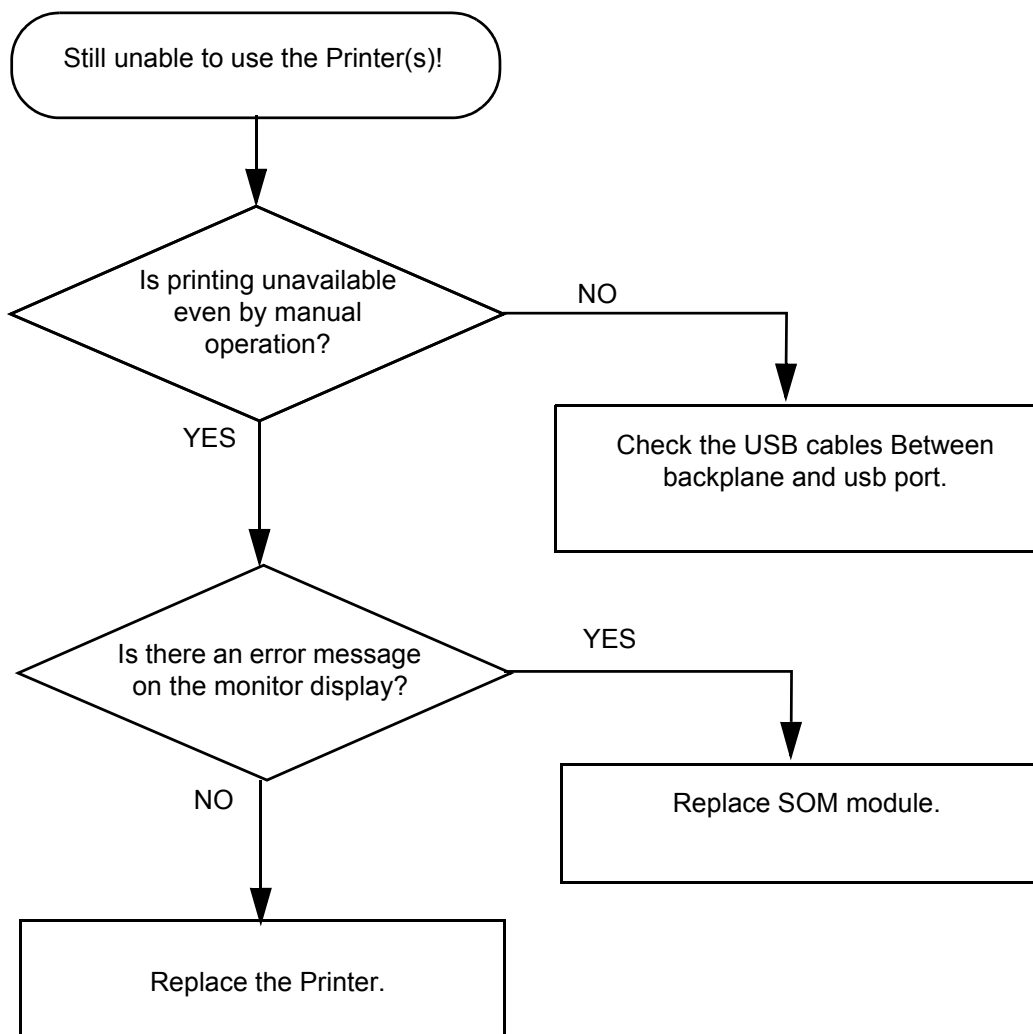 Still unable to use the Printer(s)!
Is printing unavailable
even by manual
operation?
NO
YES
Check the USB cables Between
backplane and usb port.
Is there an error message
on the monitor display?
YES
NO
Replace SOM module.
Replace the Printer.